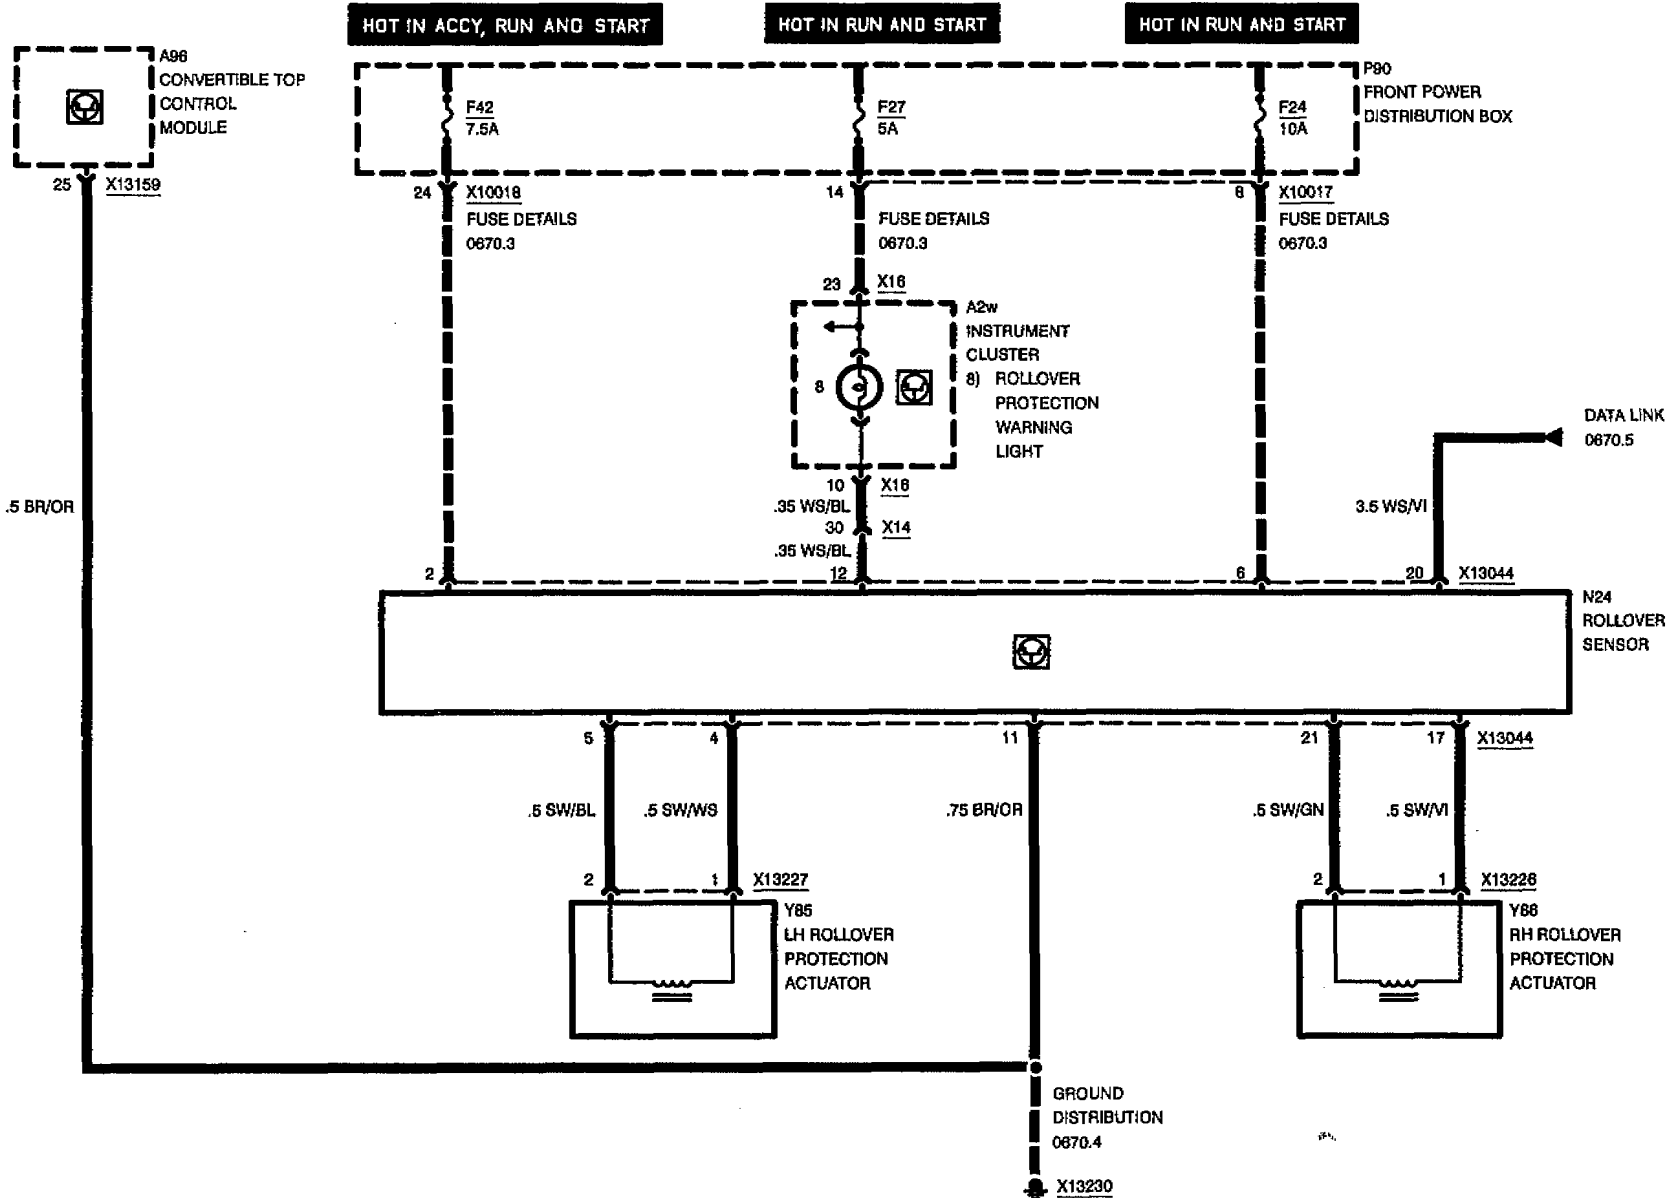 HOT IN ACCY, RUN AND START
HOT IN RUN AND START
HOT IN RUN AND START
A96
CONVERTIBLE TOP
CONTROL
MODULE
25
X13159
F42
7.5A
F27
5A
F24
10A
P90
FRONT POWER
DISTRIBUTION BOX
24
X10018
FUSE DETAILS
0670.3
14
FUSE DETAILS
0670.3
8
X10017
FUSE DETAILS
0670.3
23
X16
A2w
INSTRUMENT
CLUSTER
8) ROLLOVER
PROTECTION
WARNING
LIGHT
8
10
X16
.35 WS/BL
30
X14
.35 WS/BL
DATA LINK
0670.5
.5 BR/OR
3.5 WS/VI
2
12
6
20
X13044
N24
ROLLOVER
SENSOR
5
4
11
21
17
X13044
.5 SW/BL
.5 SW/WS
.75 BR/OR
.5 SW/GN
.5 SW/VI
2
1
X13227
2
1
X13226
Y85
LH ROLLOVER
PROTECTION
ACTUATOR
Y86
RH ROLLOVER
PROTECTION
ACTUATOR
GROUND
DISTRIBUTION
0670.4
X13230